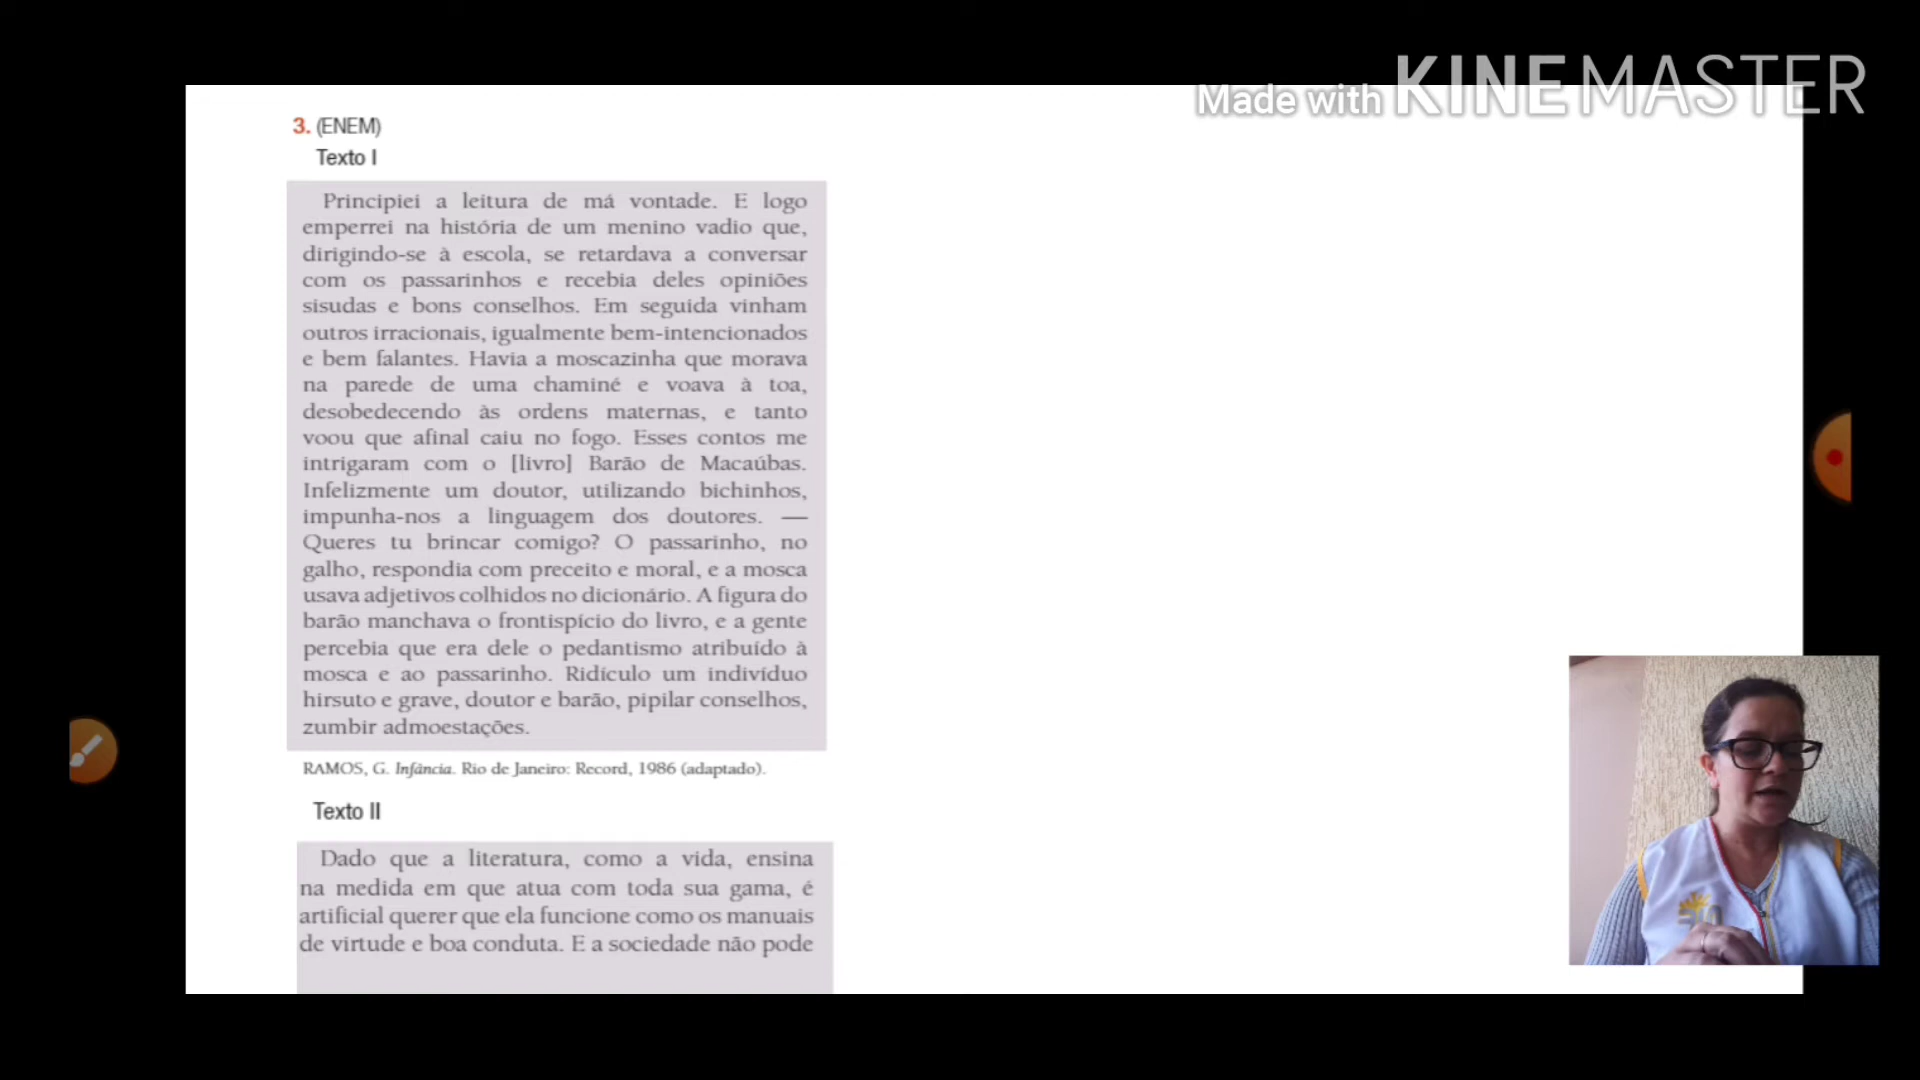 Made with KINEMASTER
3. (ENEM)
Texto I
Principiei a leitura de má vontade. E logo
emperrei na história de um menino vadio que,
dirigindo-se à escola, se retardava a conversar
com os passarinhos e recebia deles opiniões
sisudas e bons conselhos. Em seguida vinham
outros irracionais, igualmente bem-intencionados
e bem falantes. Havia a moscazinha que morava
na parede de uma chaminé e voava à toa,
desobedecendo às ordens maternas, e tanto
voou que afinal caiu no fogo. Esses contos me
intrigaram com o [livro] Barão de Macaúbas.
Infelizmente um doutor, utilizando bichinhos,
impunha-nos a linguagem dos doutores. —
Queres tu brincar comigo? O passarinho, no
galho, respondia com preceito e moral, e a mosca
usava adjetivos colhidos no dicionário. A figura do
barão manchava o frontispício do livro, e a gente
percebia que era dele o pedantismo atribuído à
mosca e ao passarinho. Ridículo um indivíduo
hirsuto e grave, doutor e barão, pipilar conselhos,
zumbir admoestações.
RAMOS, G. Infância. Rio de Janeiro: Record, 1986 (adaptado).
Texto II
Dado que a literatura, como a vida, ensina
na medida em que atua com toda sua gama, é
artificial querer que ela funcione como os manuais
de virtude e boa conduta. E a sociedade não pode